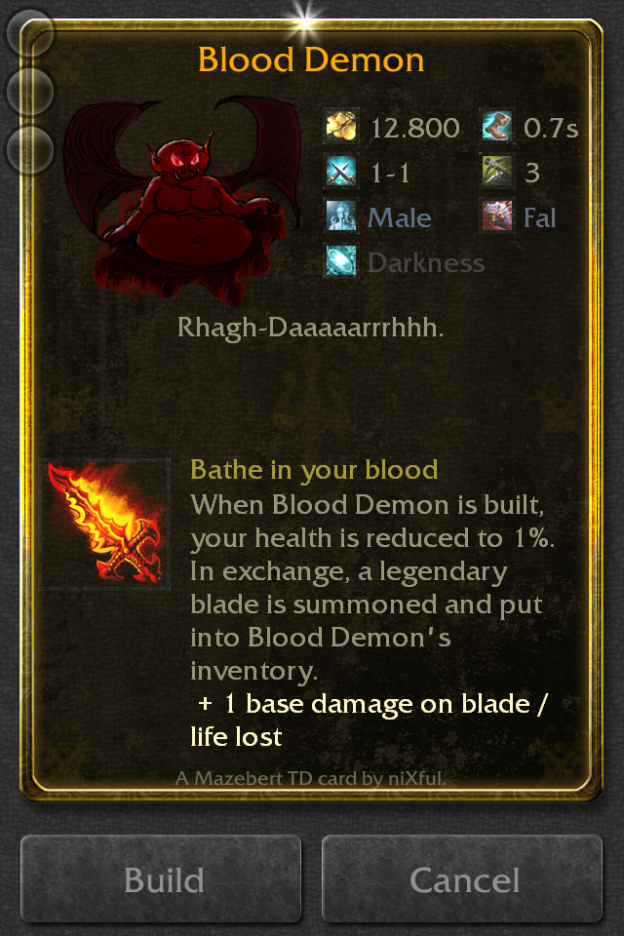 Blood Demon
12.800 0.7s
1-1 3
Male Fal
Darkness
Rhagh-Daaaaarrrhhh.
Bathe in your blood
When Blood Demon is built,
your health is reduced to 1%.
In exchange, a legendary
blade is summoned and put
into Blood Demon's
inventory.
+ 1 base damage on blade /
life lost
A Mazebert TD card by niXful.
Build Cancel